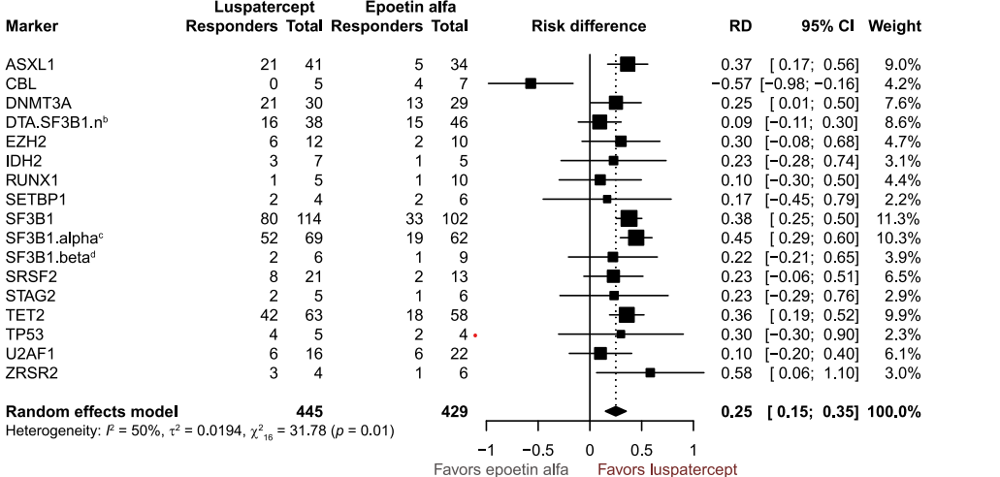 Luspatercept Epoetin alfa
Marker Responders Total Responders Total Risk difference RD 95% CI Weight
ASXL1 21 41 5 34 0.37 [ 0.17; 0.56] 9.0%
CBL 0 5 4 7 −0.57 [−0.98; −0.16] 4.2%
DNMT3A 21 30 13 29 0.25 [ 0.01; 0.50] 7.6%
DTA.SF3B1.nᵇ 16 38 15 46 0.09 [−0.11; 0.30] 8.6%
EZH2 6 12 2 10 0.30 [−0.08; 0.68] 4.7%
IDH2 3 7 1 5 0.23 [−0.28; 0.74] 3.1%
RUNX1 1 5 1 10 0.10 [−0.30; 0.50] 4.4%
SETBP1 2 4 2 6 0.17 [−0.45; 0.79] 2.2%
SF3B1 80 114 33 102 0.38 [ 0.25; 0.50] 11.3%
SF3B1.alphaᶜ 52 69 19 62 0.45 [ 0.29; 0.60] 10.3%
SF3B1.betaᵈ 2 6 1 9 0.22 [−0.21; 0.65] 3.9%
SRSF2 8 21 2 13 0.23 [−0.06; 0.51] 6.5%
STAG2 2 5 1 6 0.23 [−0.29; 0.76] 2.9%
TET2 42 63 18 58 0.36 [ 0.19; 0.52] 9.9%
TP53 4 5 2 4 0.30 [−0.30; 0.90] 2.3%
U2AF1 6 16 6 22 0.10 [−0.20; 0.40] 6.1%
ZRSR2 3 4 1 6 0.58 [ 0.06; 1.10] 3.0%
Random effects model 445 429 0.25 [ 0.15; 0.35] 100.0%
Heterogeneity: I² = 50%, τ² = 0.0194, χ²₁₆ = 31.78 (p = 0.01)
−1 −0.5 0 0.5 1
Favors epoetin alfa Favors luspatercept